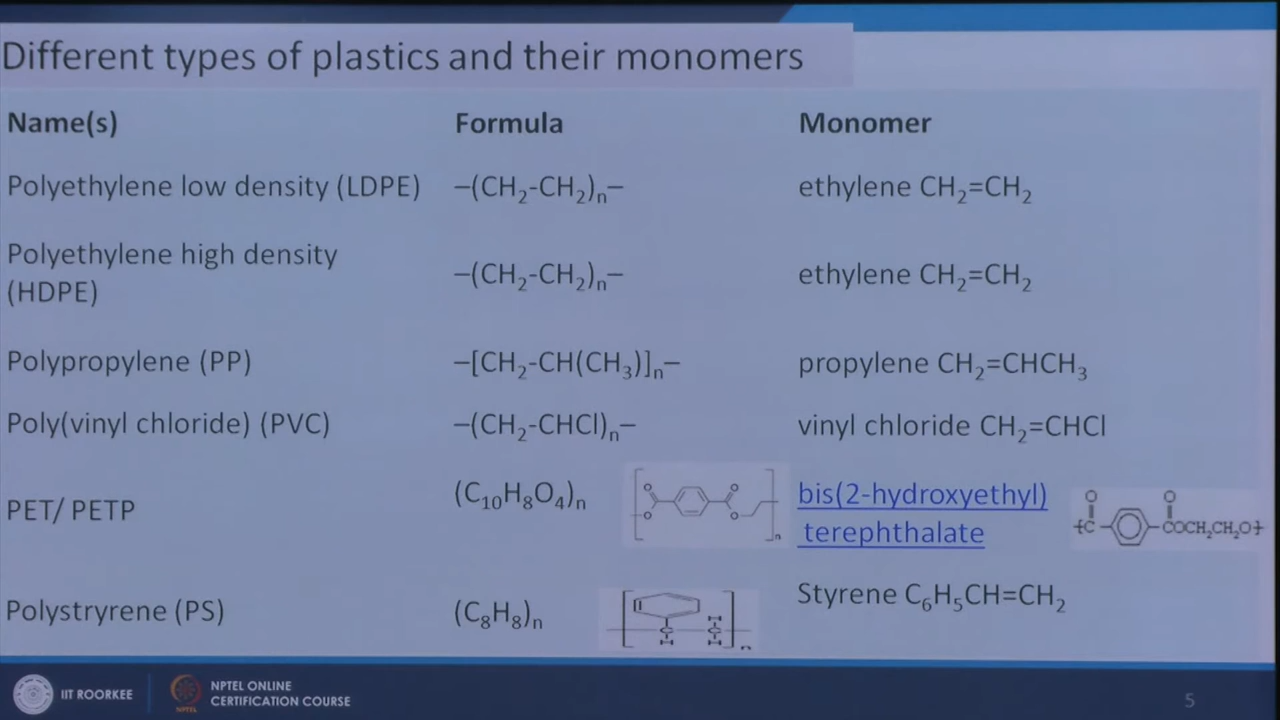 Different types of plastics and their monomers
Name(s) Formula Monomer
Polyethylene low density (LDPE) –(CH₂-CH₂)ₙ– ethylene CH₂=CH₂
Polyethylene high density
(HDPE) –(CH₂-CH₂)ₙ– ethylene CH₂=CH₂
Polypropylene (PP) –[CH₂-CH(CH₃)]ₙ– propylene CH₂=CHCH₃
Poly(vinyl chloride) (PVC) –(CH₂-CHCl)ₙ– vinyl chloride CH₂=CHCl
PET/ PETP (C₁₀H₈O₄)ₙ bis(2-hydroxyethyl)
terephthalate
O O
C COCH₂CH₂O
O O
O O
n
Polystryrene (PS) (C₈H₈)ₙ Styrene C₆H₅CH=CH₂
H
C C
H H
n
IIT ROORKEE
NPTEL ONLINE
CERTIFICATION COURSE
NPTEL
5